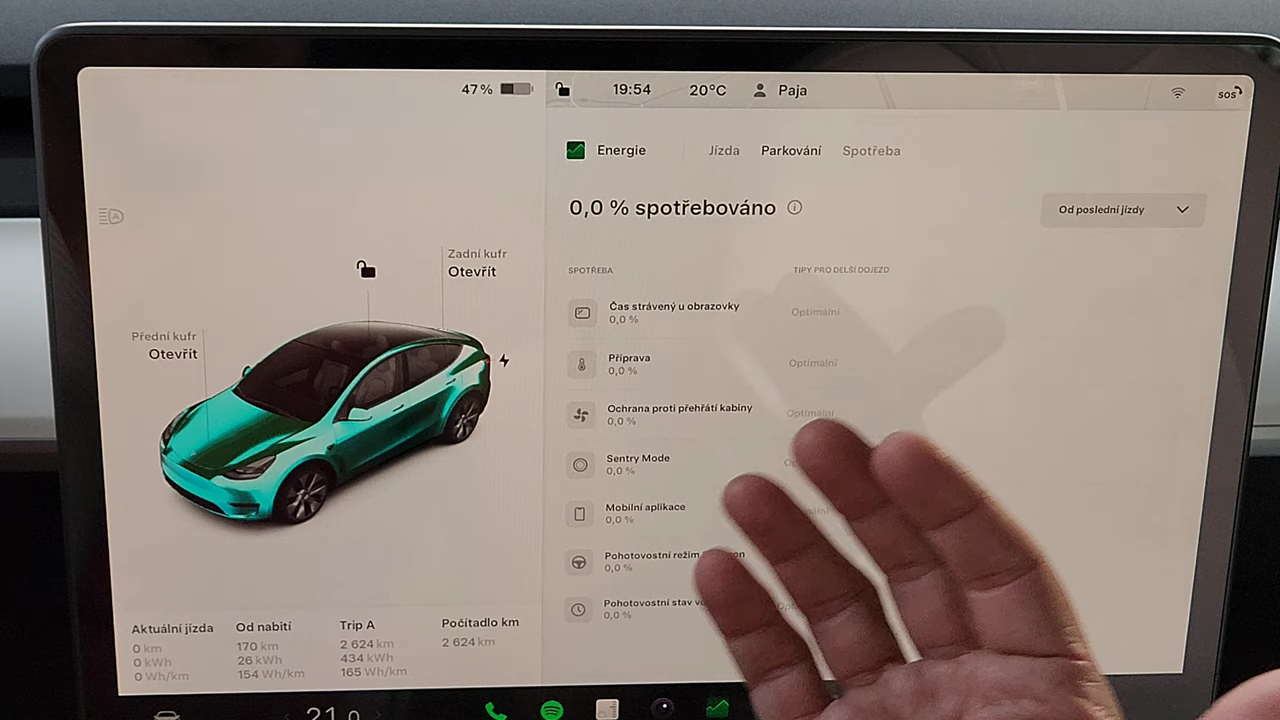 47 %
19:54
20°C
Paja
SOS
Energie
Jízda
Parkování
Spotřeba
0,0 % spotřebováno
Od poslední jízdy
SPOTŘEBA
TIPY PRO DELŠÍ DOJEZD
Čas strávený u obrazovky
0,0 %
Optimální
Příprava
0,0 %
Optimální
Ochrana proti přehřátí kabiny
0,0 %
Optimální
Sentry Mode
0,0 %
Mobilní aplikace
0,0 %
Pohotovostní režim
0,0 %
Pohotovostní stav
0,0 %
A
Zadní kufr
Otevřít
Přední kufr
Otevřít
Aktuální jízda
0 km
0 kWh
0 Wh/km
Od nabití
170 km
26 kWh
154 Wh/km
Trip A
2 624 km
434 kWh
165 Wh/km
Počítadlo km
2 624 km
21.0